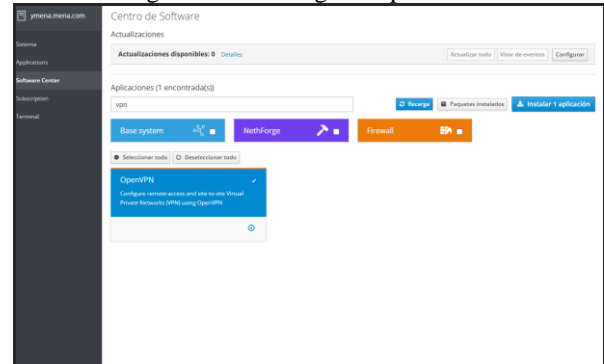 ymena.mena.com
Sistema
Applications
Software Center
Subscription
Terminal
Centro de Software
Actualizaciones
Actualizaciones disponibles: 0 Detalles
Actualizar todo Visor de eventos Configurar
Aplicaciones (1 encontrada(s))
vpn
Recarga Paquetes instalados Instalar 1 aplicación
Base system NethForge Firewall
Seleccionar todo Deseleccionar todo
OpenVPN
Configure remote-access and site-to-site Virtual
Private Networks (VPN) using OpenVPN